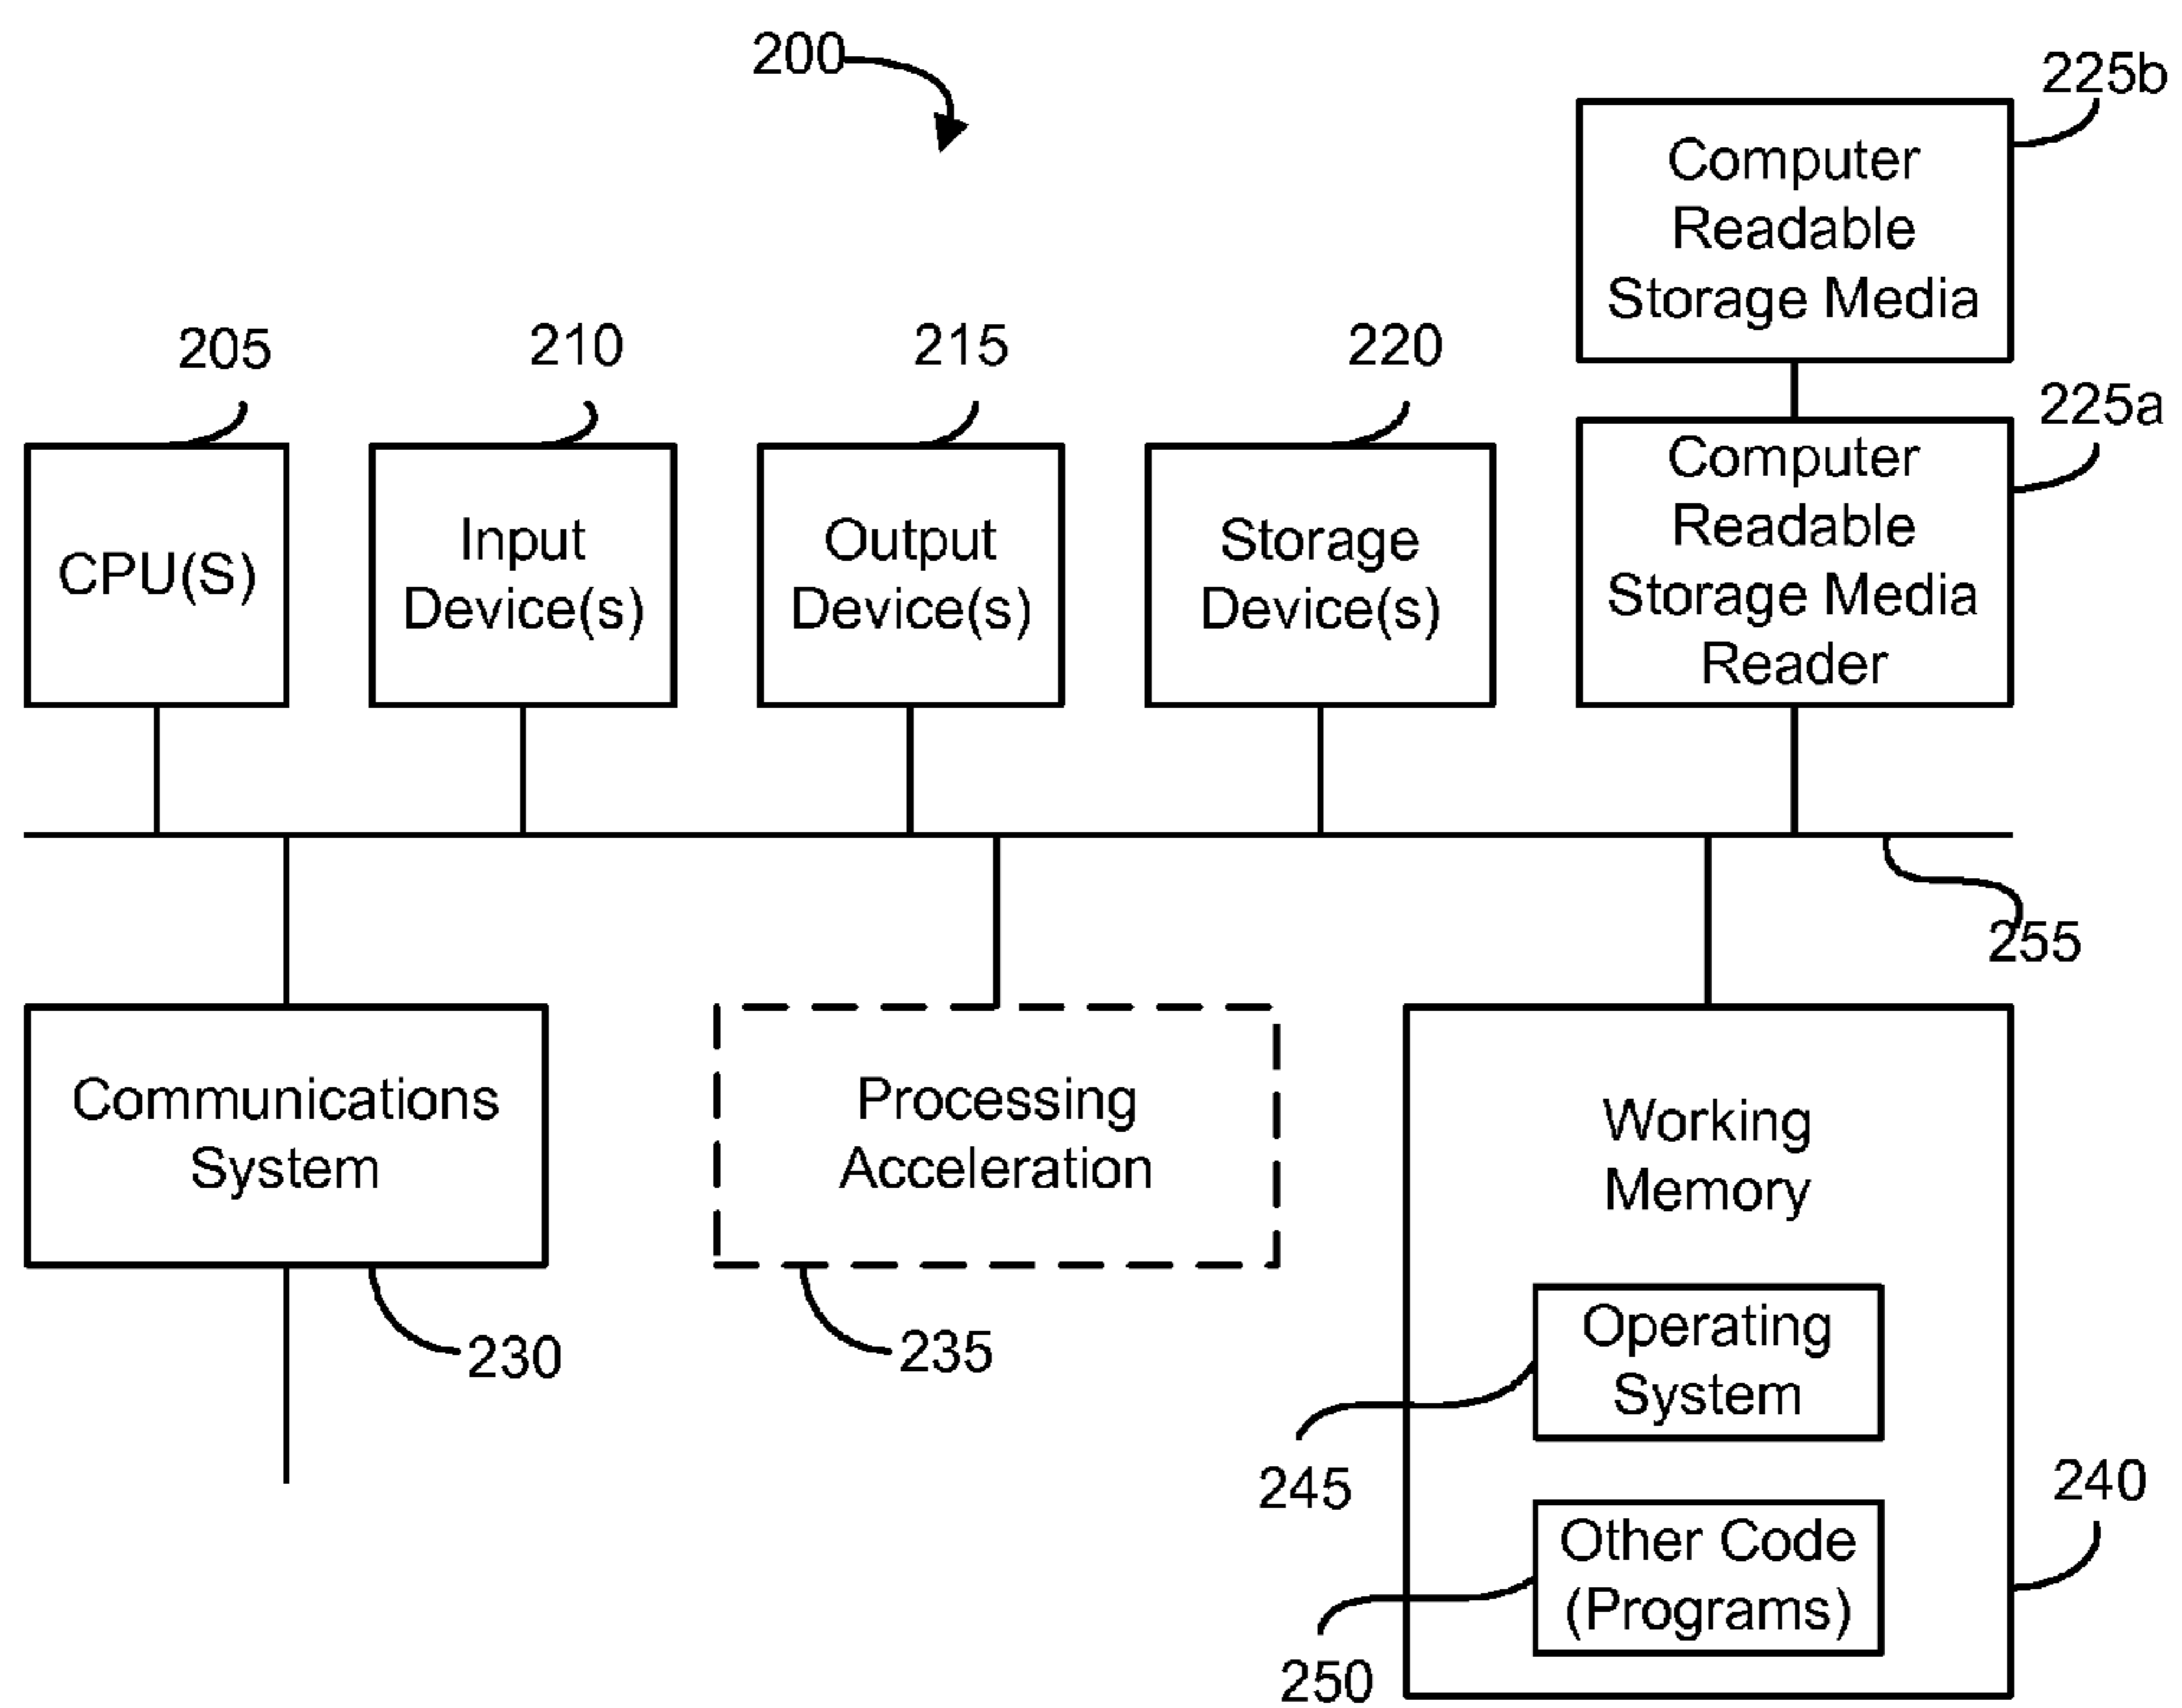 200
225b
Computer
Readable
Storage Media
205
210
215
220
225a
CPU(S)
Input
Device(s)
Output
Device(s)
Storage
Device(s)
Computer
Readable
Storage Media
Reader
255
Communications
System
230
Processing
Acceleration
235
Working
Memory
Operating
System
245
240
Other Code
(Programs)
250